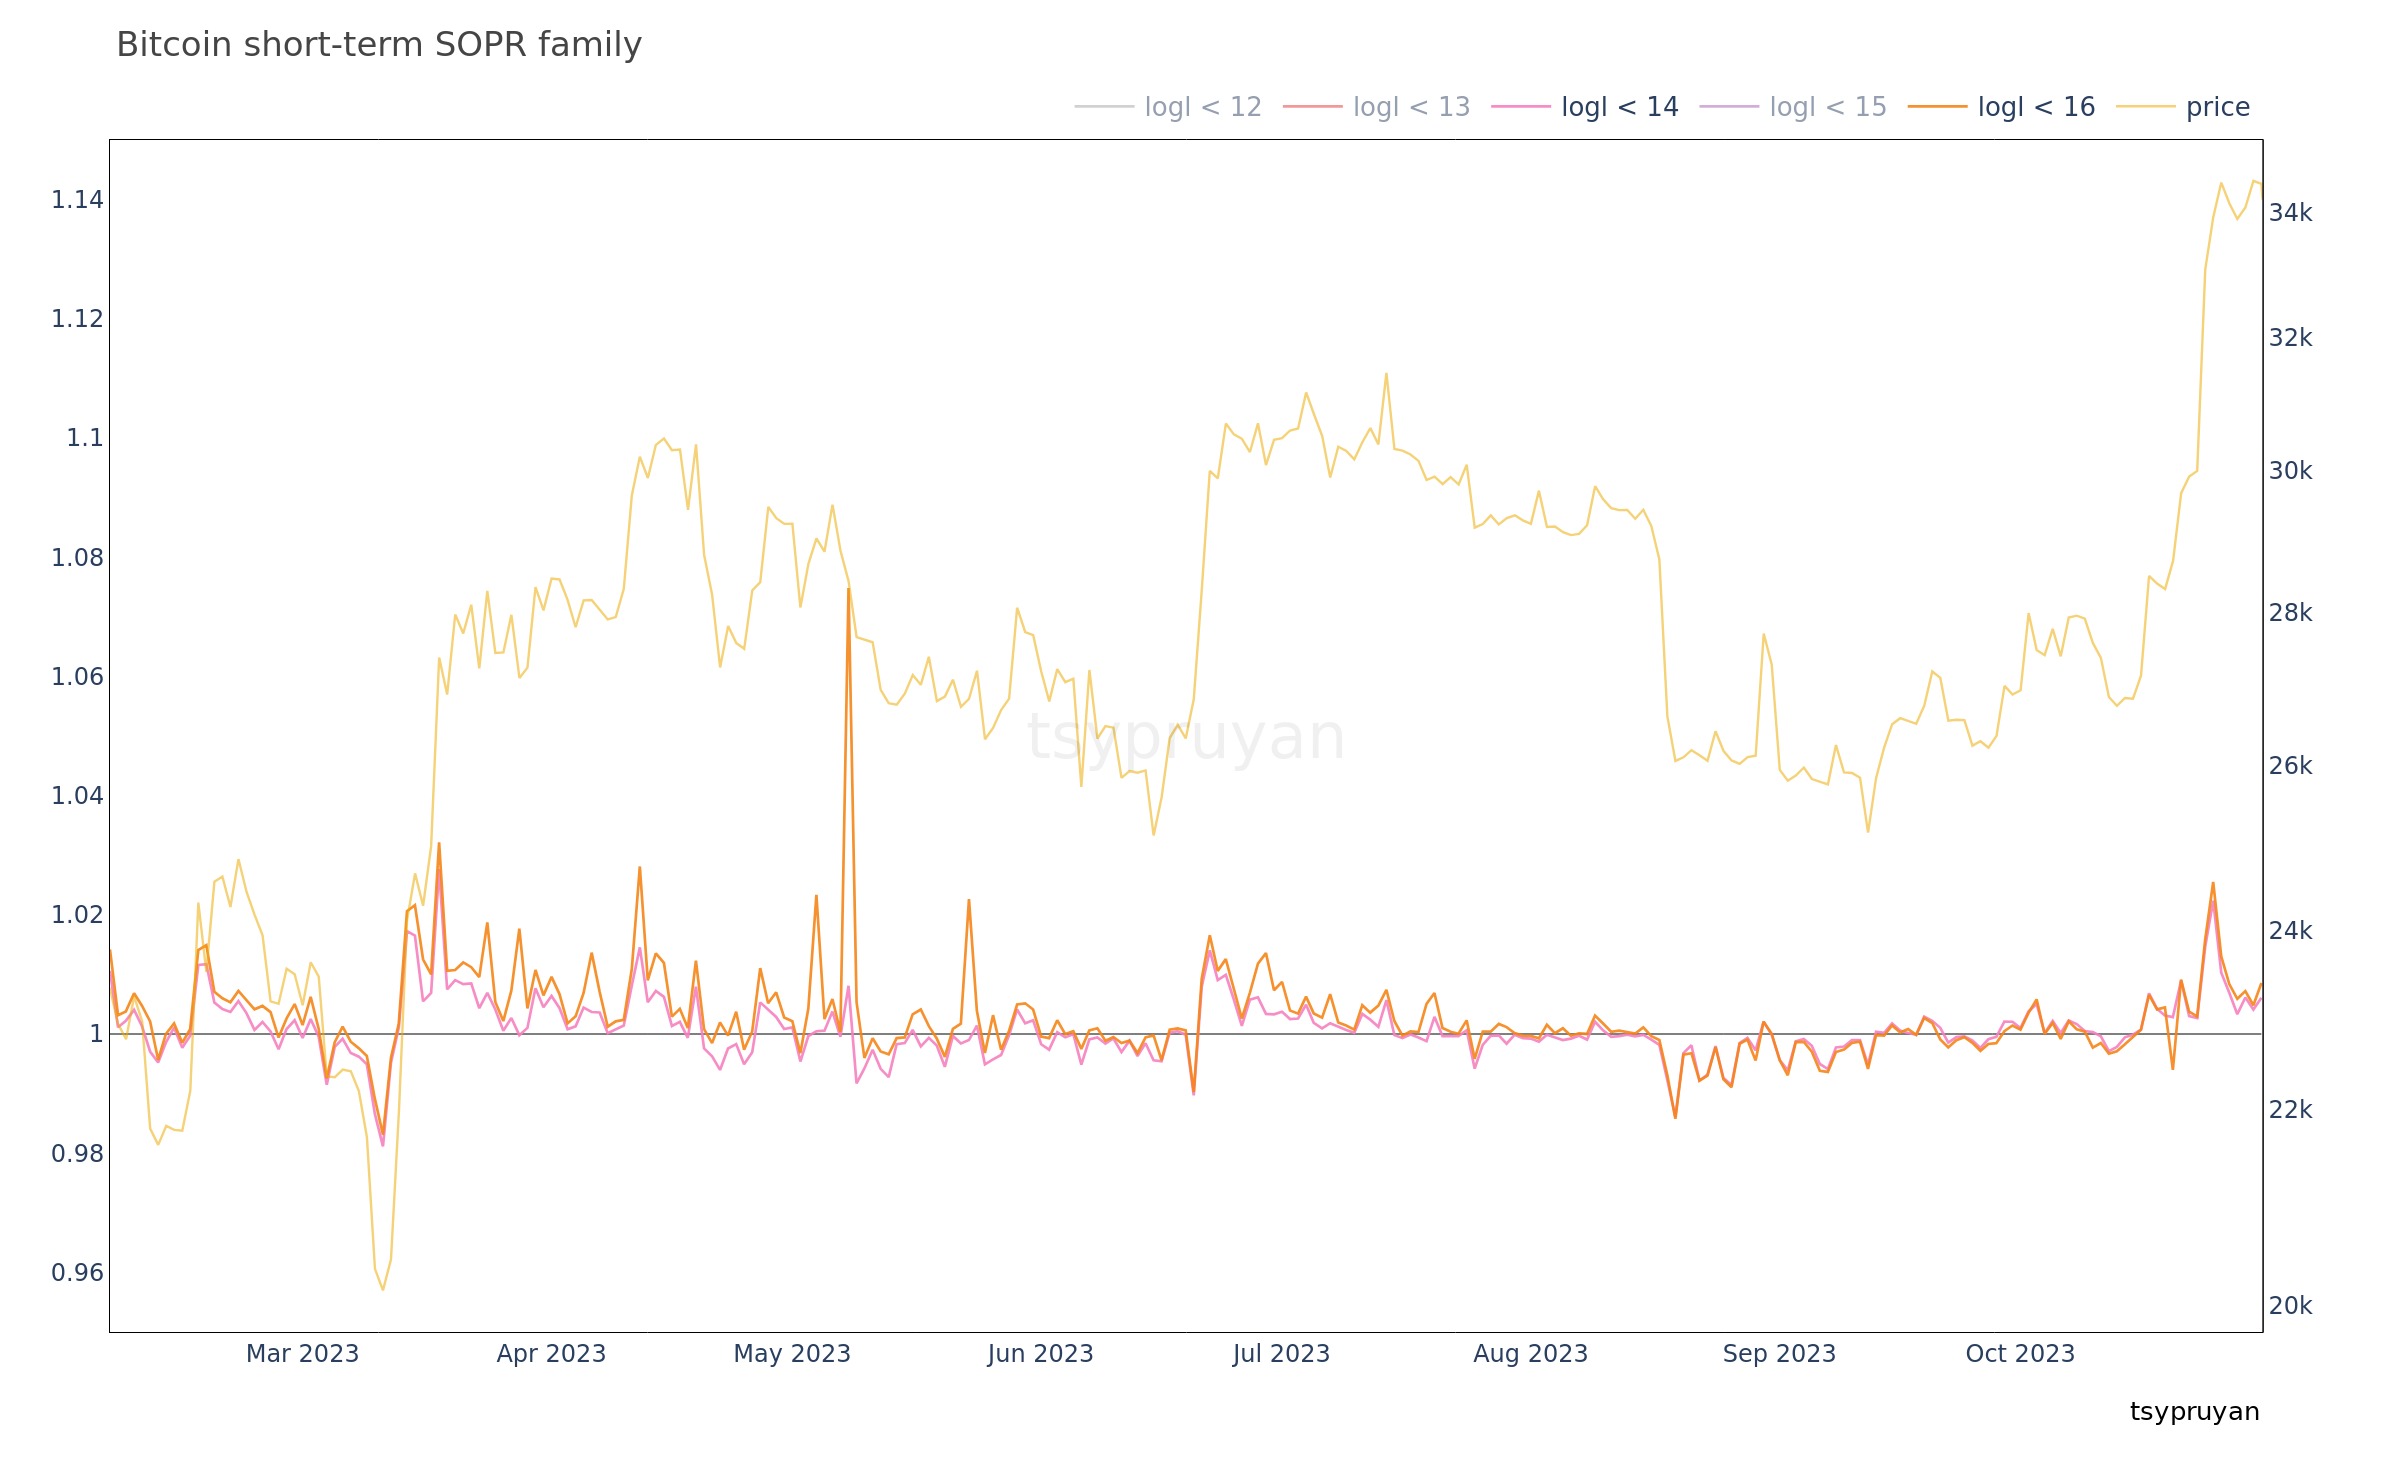 Bitcoin short-term SOPR family
logl < 12 logl < 13 logl < 14 logl < 15 logl < 16 price
1.14
1.12
1.1
1.08
1.06
1.04
1.02
1
0.98
0.96
34k
32k
30k
28k
26k
24k
22k
20k
tsypruyan
Mar 2023 Apr 2023 May 2023 Jun 2023 Jul 2023 Aug 2023 Sep 2023 Oct 2023
tsypruyan